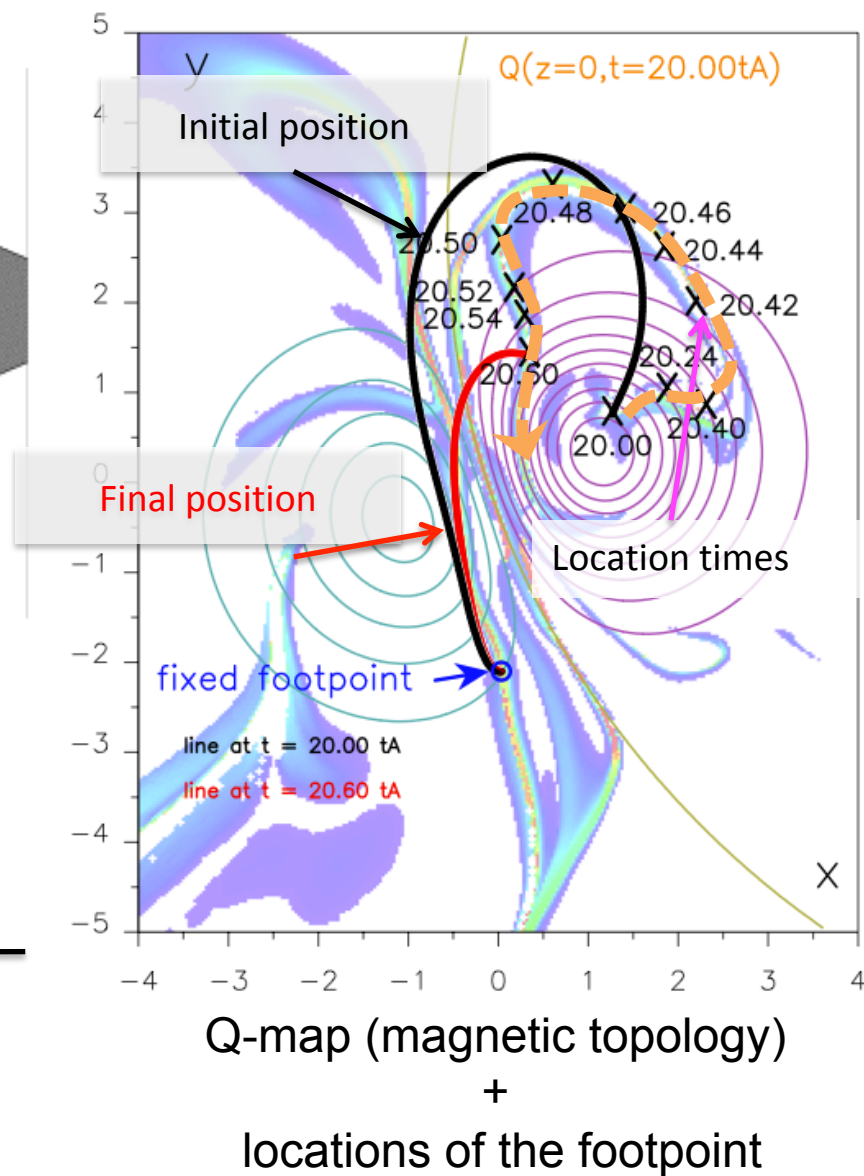 5
y
Q(z=0,t=20.00tA)
4
Initial position
3
20.48
20.46
20.50
20.44
2
20.52
20.42
20.54
20.24
1
20.60
20.40
20.00
0
Final position
Location times
-1
-2
fixed footpoint
-3
line at t = 20.00 tA
line at t = 20.60 tA
-4
x
-5
-4 -3 -2 -1 0 1 2 3 4
Q-map (magnetic topology)
+
locations of the footpoint